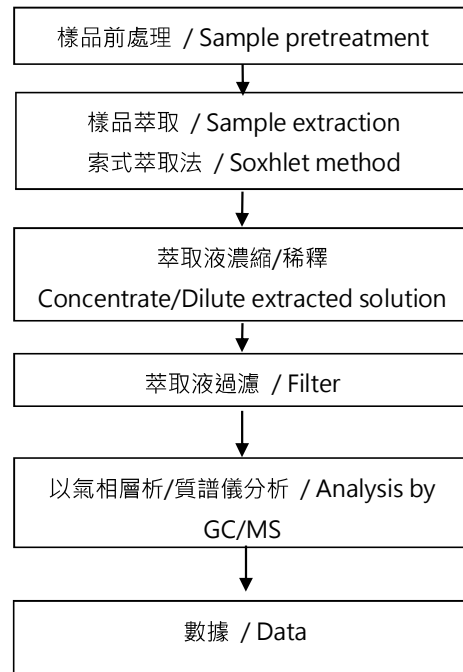 樣品前處理 / Sample pretreatment
樣品萃取 / Sample extraction
索式萃取法 / Soxhlet method
萃取液濃縮/稀釋
Concentrate/Dilute extracted solution
萃取液過濾 / Filter
以氣相層析/質譜儀分析 / Analysis by
GC/MS
數據 / Data